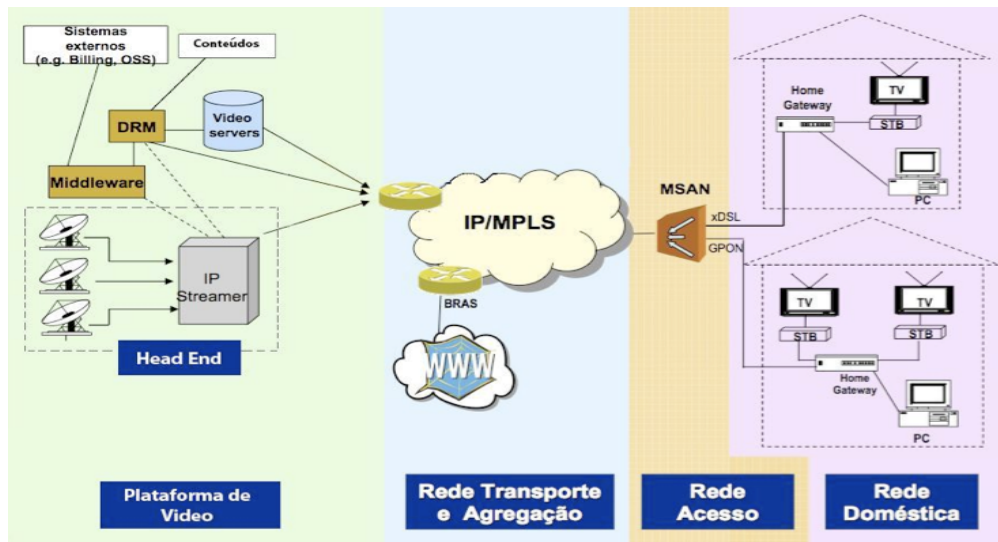 Sistemas
externos
(e.g. Billing, OSS)
Conteúdos
DRM
Video
servers
Middleware
IP
Streamer
Head End
Plataforma de
Video
IP/MPLS
BRAS
WWW
Rede Transporte
e Agregação
MSAN
xDSL
GPON
Rede
Acesso
Home
Gateway
TV
STB
PC
TV
TV
STB
STB
Home
Gateway
PC
Rede
Doméstica